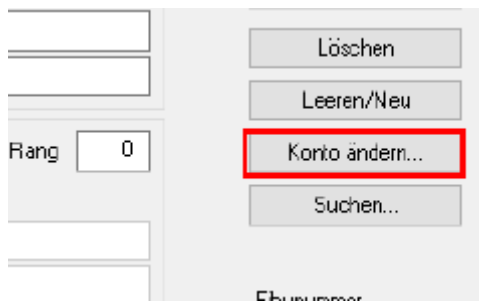 Löschen
Leeren/Neu
Rang 0
Konto ändern...
Suchen...